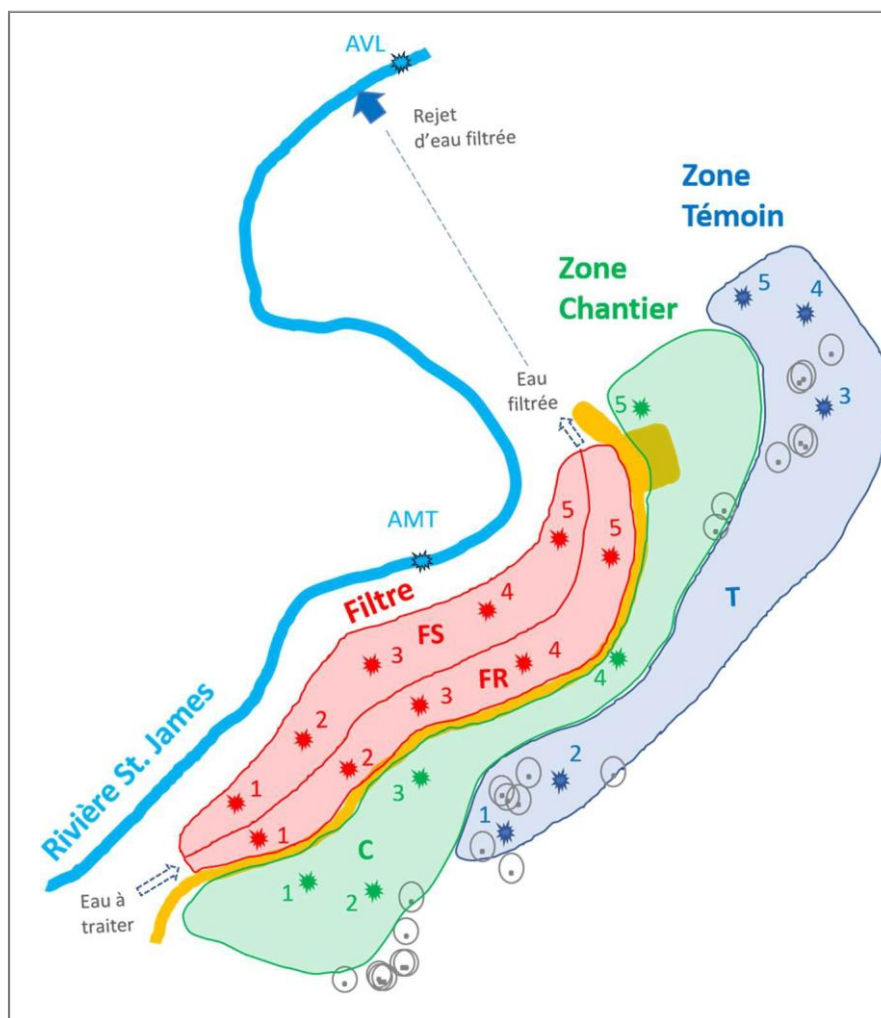 AVL
Rejet
d'eau filtrée
Zone
Témoin
Zone
Chantier
5
4
3
Eau
filtrée
5
AMT
Filtre
5
5
4
FS
3
4
FR
3
T
4
2
2
1
1
3
2
1
C
1
2
Rivière St. James
Eau à
traiter